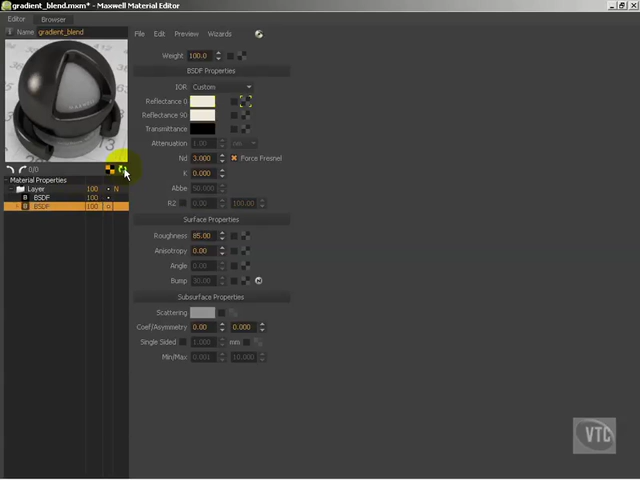 gradient_blend.mxm* - Maxwell Material Editor
Editor Browser
Name gradient_blend
File Edit Preview Wizards
Weight 100.0
BSDF Properties
IOR Custom
Reflectance 0
Reflectance 90
Transmittance
Attenuation 1.00 nm
Nd 3.000 Force Fresnel
K 0.000
Abbe 50.000
R2 0.00 100.00
Surface Properties
Roughness 85.00
Anisotropy 0.00
Angle 0.00
Bump 30.00
Subsurface Properties
Scattering
Coef/Asymmetry 0.00 0.000
Single Sided 1.000 mm
Min/Max 0.001 10.000
0/0
Material Properties
Layer 100 N
B BSDF 100
B BSDF 100
VTC